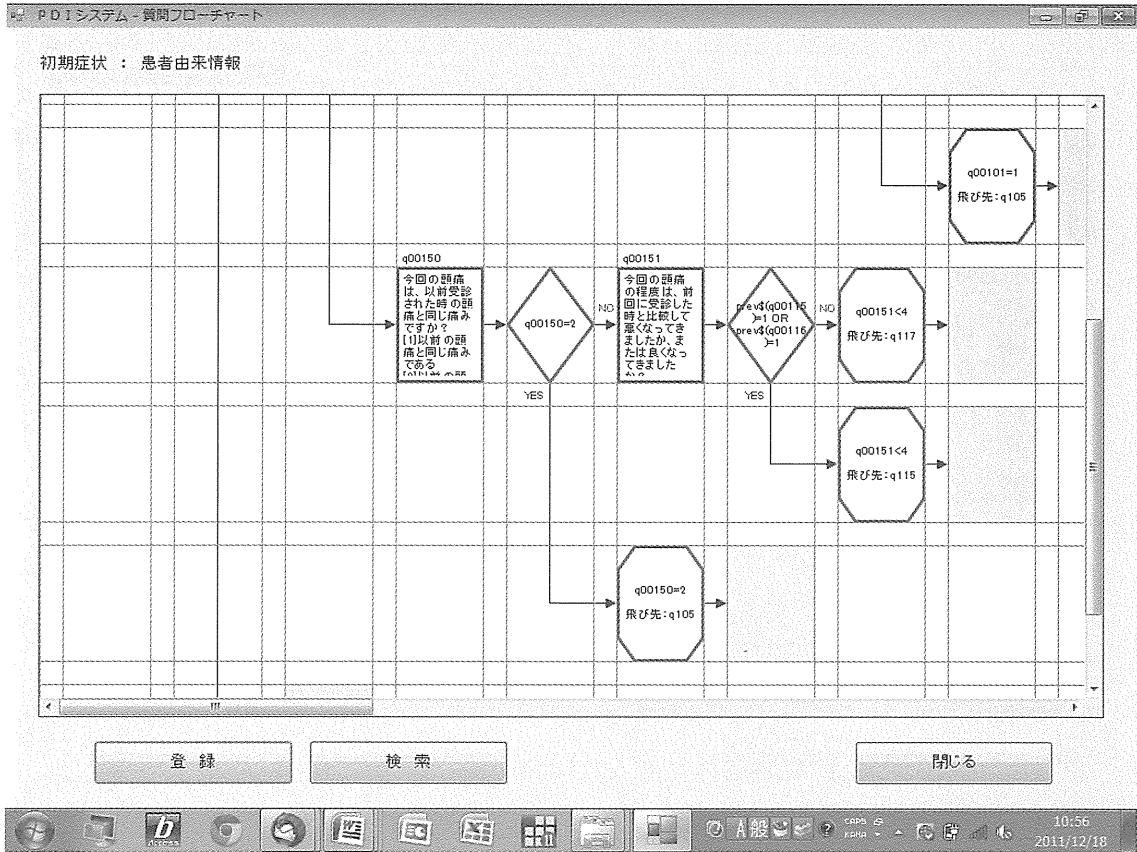 PDIシステム - 質問フローチャート
初期症状 : 患者由来情報
q00101=1
飛び先:q105
q00150
今回の頭痛
は、以前受診
された時の頭
痛と同じ痛み
ですか?
[1]以前の頭
痛と同じ痛み
である
q00150=2
NO
YES
q00151
今回の頭痛
の程度は、前
回に受診した
時と比較して
悪くなってき
ましたか、ま
たは良くなっ
てきました
か?
prev$(q00115
)=1 OR
prev$(q00116
)=1
NO
YES
q00151<4
飛び先:q117
q00151<4
飛び先:q115
q00150=2
飛び先:q105
登録
検索
閉じる
A般
CAPS
KANA
10:56
2011/12/18